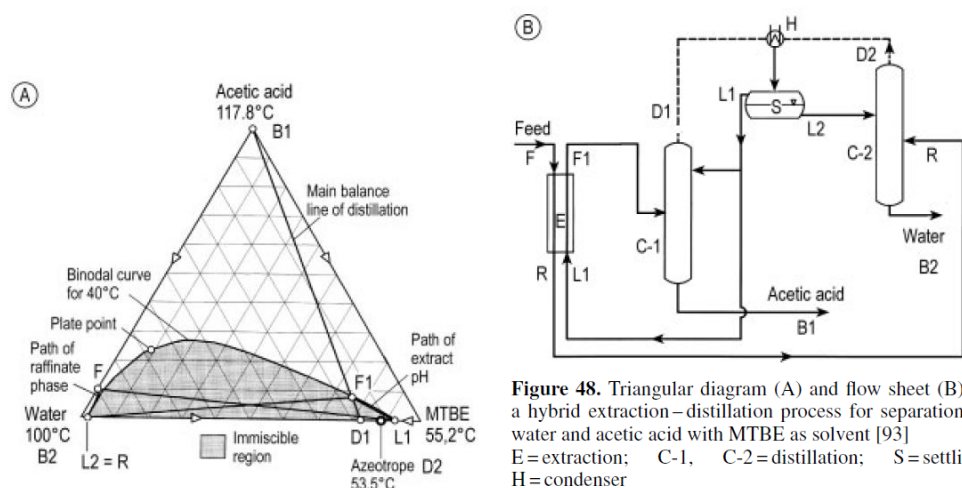 A
Acetic acid
117.8°C
B1
Main balance
line of distillation
Binodal curve
for 40°C
Plate point
Path of
raffinate
phase
F
Path of
extract
pH
F1
Water
100°C
B2
MTBE
55,2°C
D1
L1
L2 = R
Immiscible
region
Azeotrope D2
53.5°C
B
H
D2
D1
L1
S
L2
Feed
F
F1
C-2
R
E
C-1
Water
B2
R
L1
Acetic acid
B1
Figure 48. Triangular diagram (A) and flow sheet (B)
a hybrid extraction–distillation process for separation
water and acetic acid with MTBE as solvent [93]
E = extraction; C-1, C-2 = distillation; S = settli
H = condenser